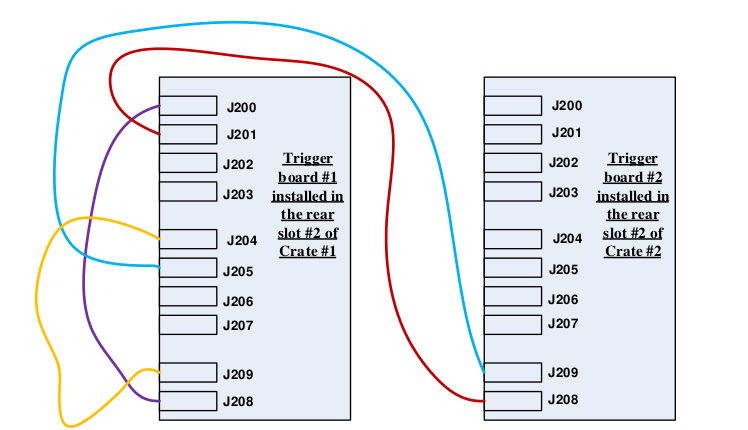 J200
J201
J202
J203
J204
J205
J206
J207
J209
J208
Trigger
board #1
installed in
the rear
slot #2 of
Crate #1
J200
J201
J202
J203
J204
J205
J206
J207
J209
J208
Trigger
board #2
installed in
the rear
slot #2 of
Crate #2